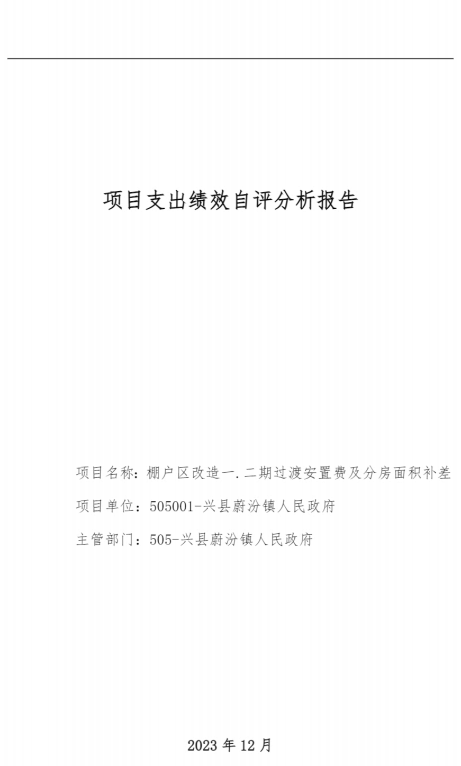 项目支出绩效自评分析报告
项目名称：棚户区改造一.二期过渡安置费及分房面积补差
项目单位：505001-兴县蔚汾镇人民政府
主管部门：505-兴县蔚汾镇人民政府
2023 年 12 月